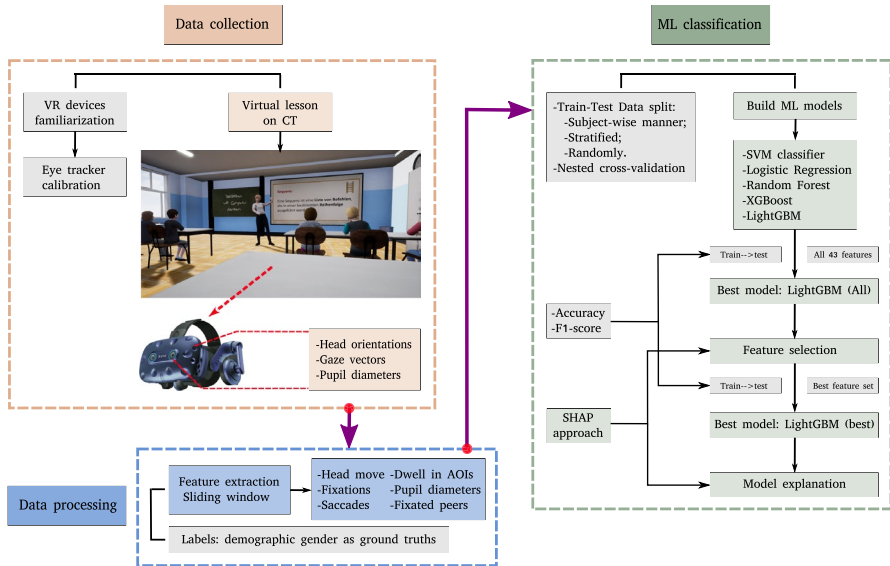 Data collection
VR devices
familiarization
Eye tracker
calibration
Virtual lesson
on CT
Sequenz
-Head orientations
-Gaze vectors
-Pupil diameters
Data processing
Feature extraction
Sliding window
-Head move -Dwell in AOIs
-Fixations -Pupil diameters
-Saccades -Fixated peers
Labels: demographic gender as ground truths
ML classification
-Train-Test Data split:
-Subject-wise manner;
-Stratified;
-Randomly.
-Nested cross-validation
Build ML models
-SVM classifier
-Logistic Regression
-Random Forest
-XGBoost
-LightGBM
Train-->test
All 43 features
Best model: LightGBM (All)
-Accuracy
-F1-score
Feature selection
Train-->test
Best feature set
SHAP
approach
Best model: LightGBM (best)
Model explanation